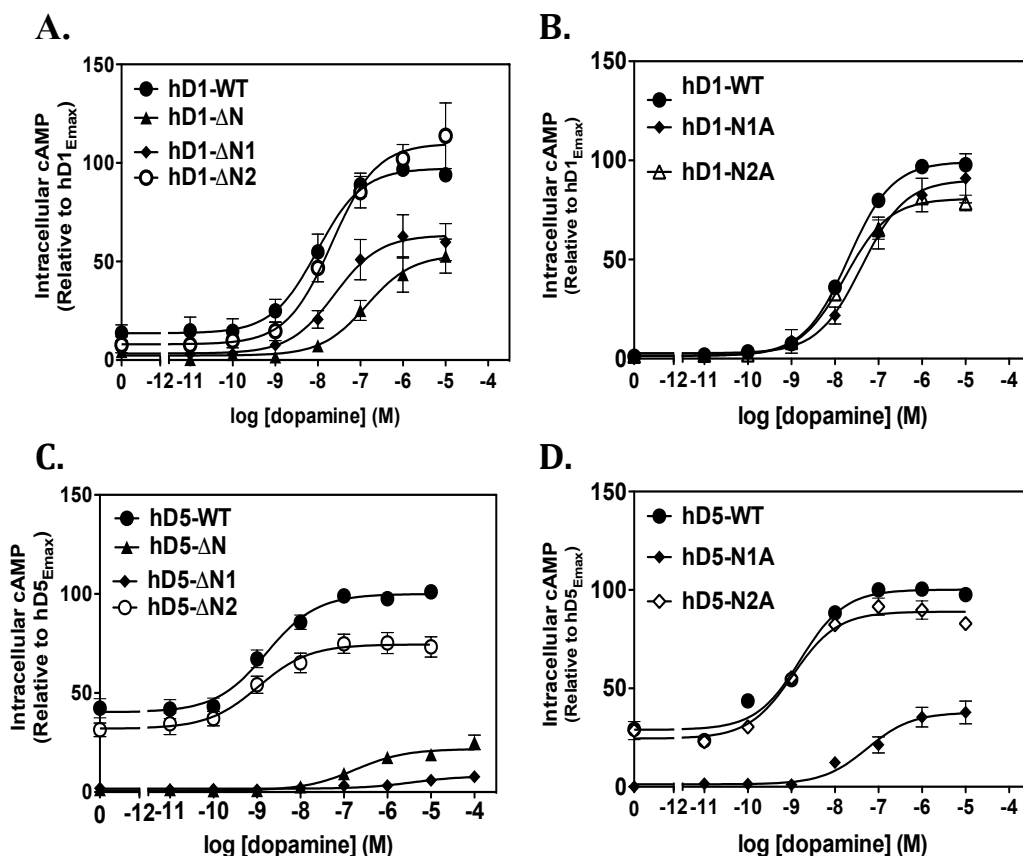 A.
150
100
50
0
Intracellular cAMP
(Relative to hD1Emax)
hD1-WT
hD1-ΔN
hD1-ΔN1
hD1-ΔN2
0 -12 -11 -10 -9 -8 -7 -6 -5 -4
log [dopamine] (M)
B.
150
100
50
0
Intracellular cAMP
(Relative to hD1Emax)
hD1-WT
hD1-N1A
hD1-N2A
0 -12 -11 -10 -9 -8 -7 -6 -5 -4
log [dopamine] (M)
C.
150
100
50
0
Intracellular cAMP
(Relative to hD5Emax)
hD5-WT
hD5-ΔN
hD5-ΔN1
hD5-ΔN2
0 -12 -11 -10 -9 -8 -7 -6 -5 -4
log [dopamine] (M)
D.
150
100
50
0
Intracellular cAMP
(Relative to hD5Emax)
hD5-WT
hD5-N1A
hD5-N2A
0 -12 -11 -10 -9 -8 -7 -6 -5 -4
log [dopamine] (M)